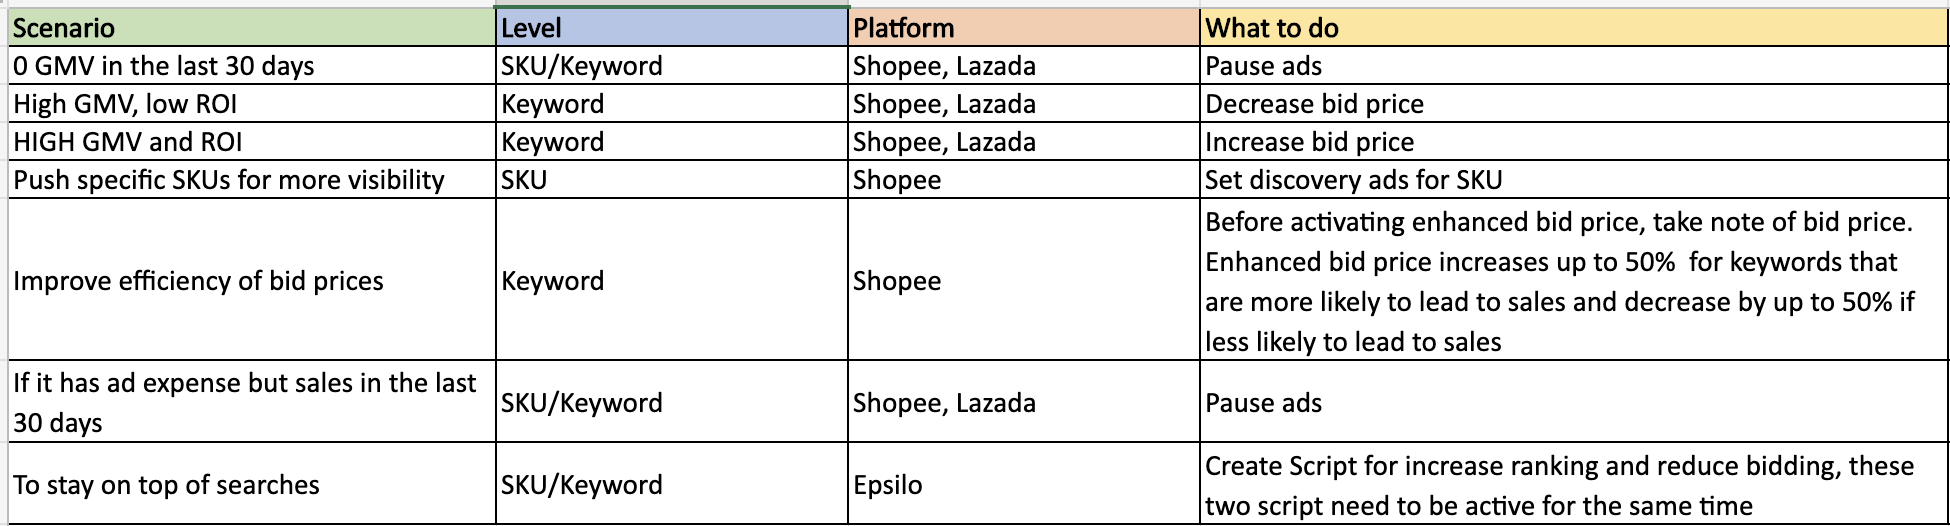 Scenario Level Platform What to do
0 GMV in the last 30 days SKU/Keyword Shopee, Lazada Pause ads
High GMV, low ROI Keyword Shopee, Lazada Decrease bid price
HIGH GMV and ROI Keyword Shopee, Lazada Increase bid price
Push specific SKUs for more visibility SKU Shopee Set discovery ads for SKU
Improve efficiency of bid prices Keyword Shopee
Before activating enhanced bid price, take note of bid price.
Enhanced bid price increases up to 50%  for keywords that
are more likely to lead to sales and decrease by up to 50% if
less likely to lead to sales
If it has ad expense but sales in the last
30 days
SKU/Keyword Shopee, Lazada Pause ads
To stay on top of searches SKU/Keyword Epsilo
Create Script for increase ranking and reduce bidding, these
two script need to be active for the same time